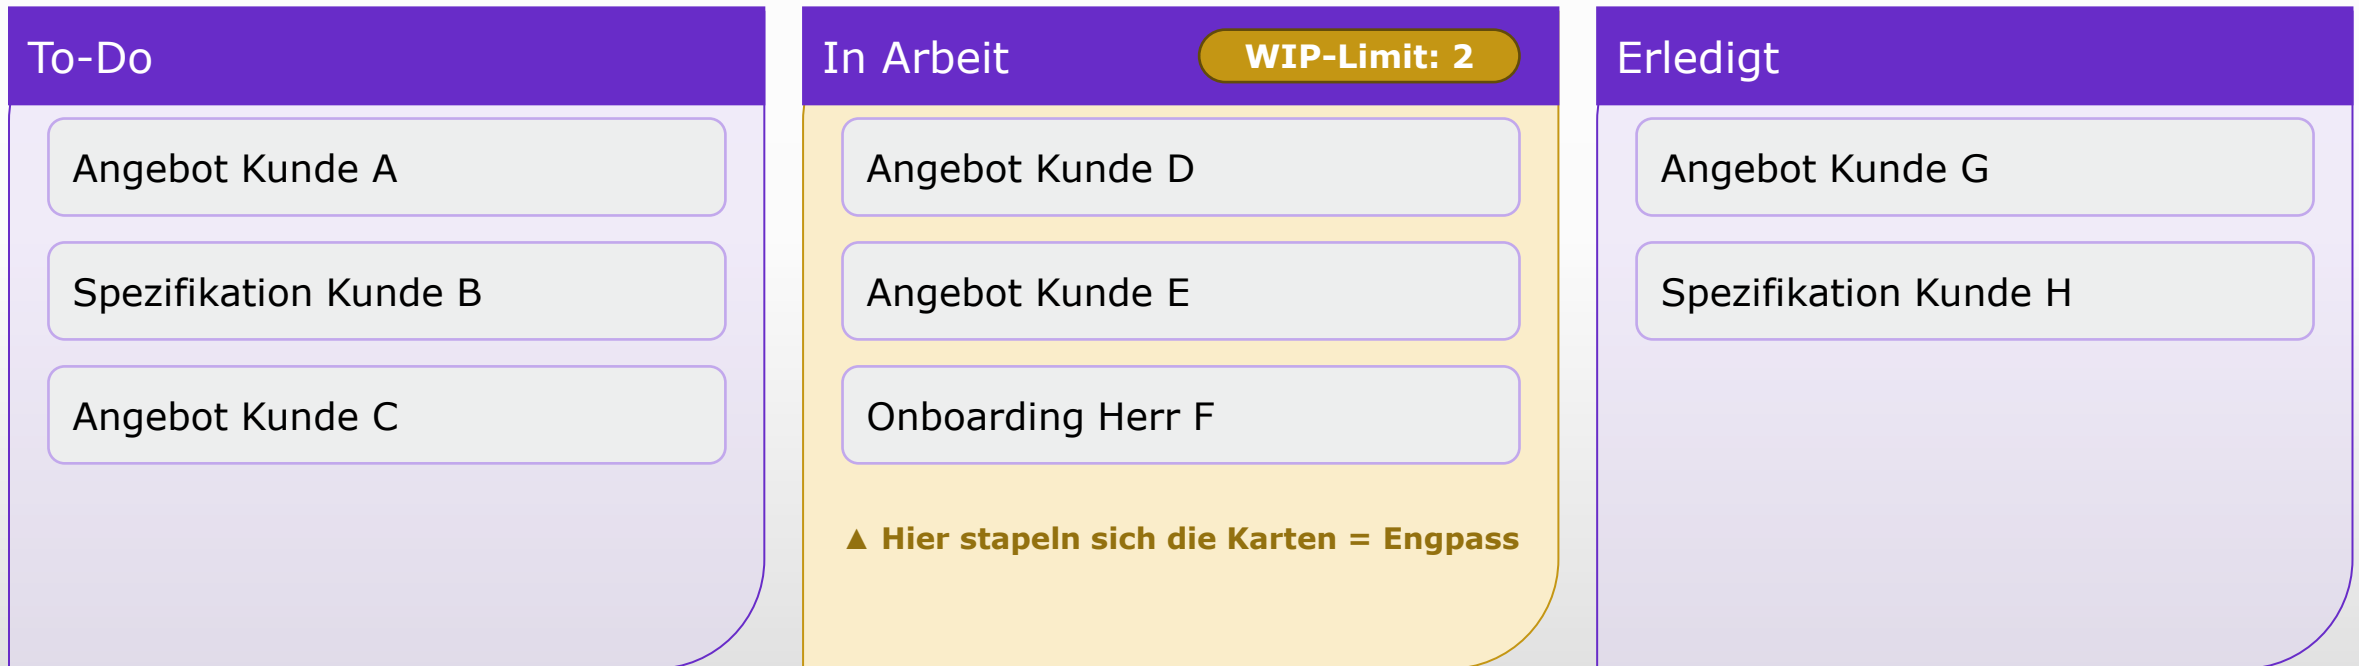 To-Do
Angebot Kunde A
Spezifikation Kunde B
Angebot Kunde C
In Arbeit
WIP-Limit: 2
Angebot Kunde D
Angebot Kunde E
Onboarding Herr F
▲ Hier stapeln sich die Karten = Engpass
Erledigt
Angebot Kunde G
Spezifikation Kunde H